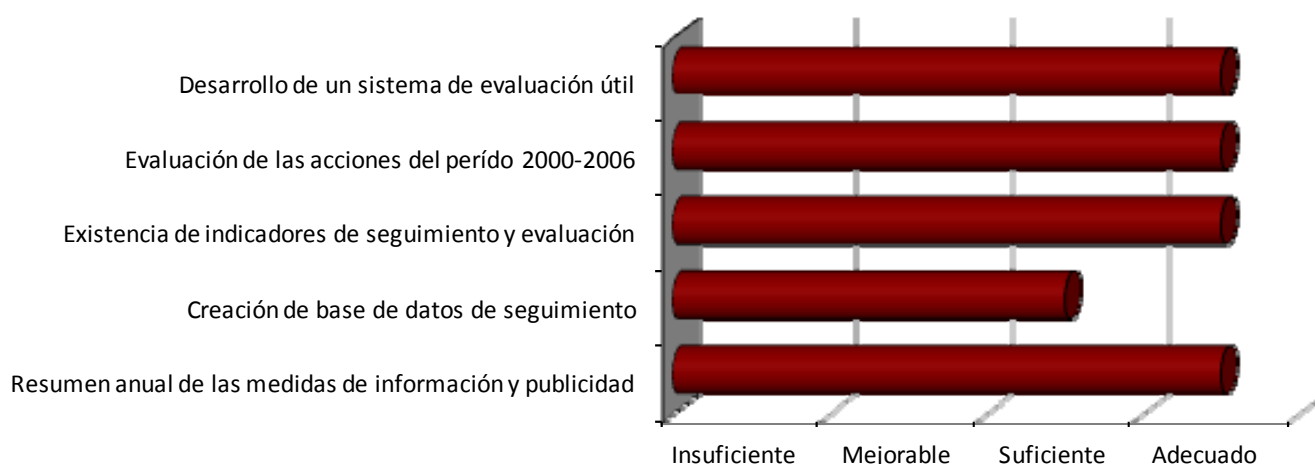 Desarrollo de un sistema de evaluación útil
Evaluación de las acciones del perído 2000-2006
Existencia de indicadores de seguimiento y evaluación
Creación de base de datos de seguimiento
Resumen anual de las medidas de información y publicidad
Insuficiente Mejorable Suficiente Adecuado